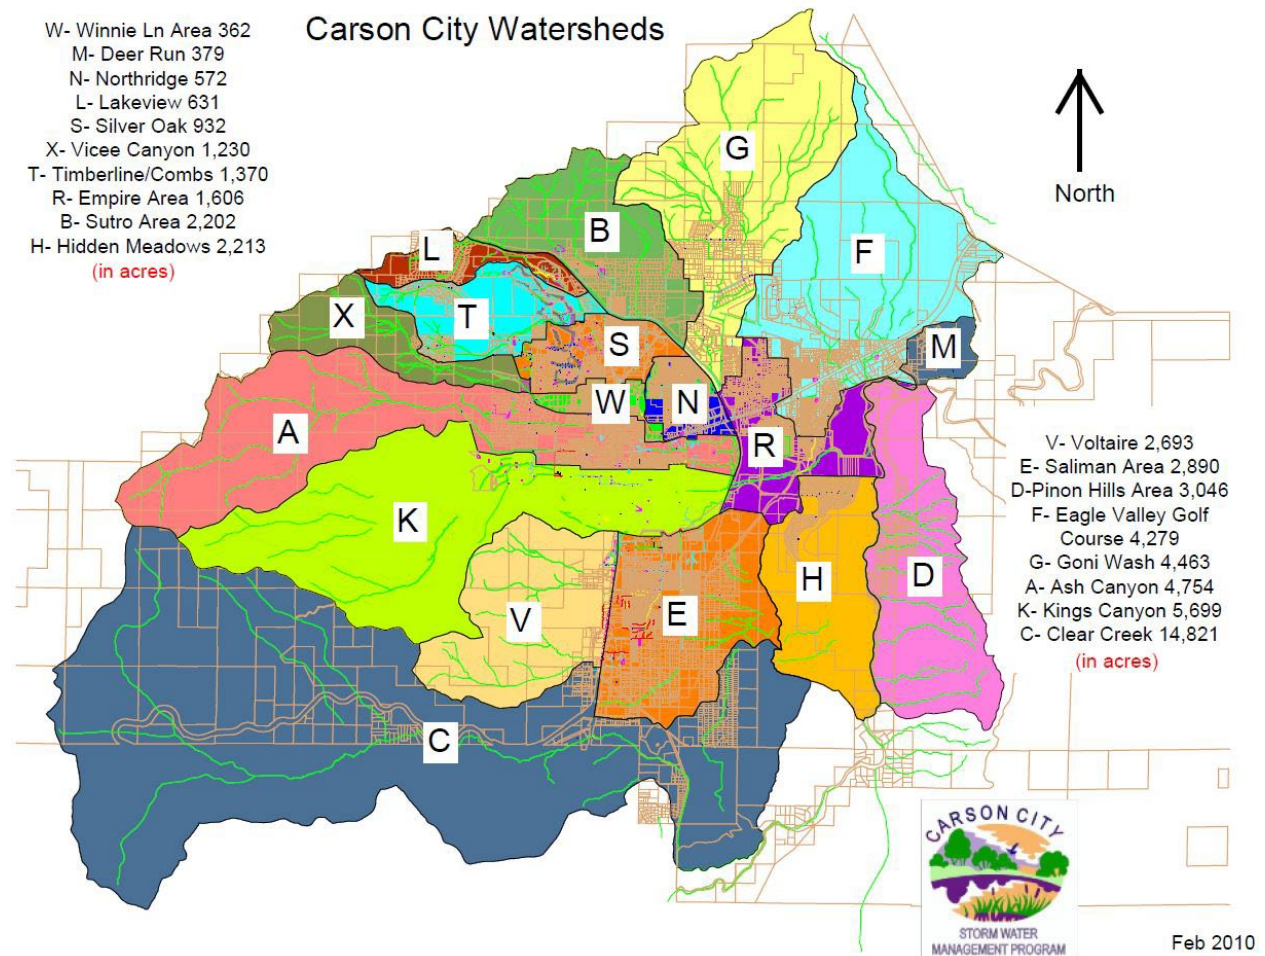 Carson City Watersheds
W- Winnie Ln Area 362
M- Deer Run 379
N- Northridge 572
L- Lakeview 631
S- Silver Oak 932
X- Vicee Canyon 1,230
T- Timberline/Combs 1,370
R- Empire Area 1,606
B- Sutro Area 2,202
H- Hidden Meadows 2,213
(in acres)
North
G
B
F
L
X
T
S
M
W
N
A
R
K
H
D
V
E
C
V- Voltaire 2,693
E- Saliman Area 2,890
D-Pinon Hills Area 3,046
F- Eagle Valley Golf
Course 4,279
G- Goni Wash 4,463
A- Ash Canyon 4,754
K- Kings Canyon 5,699
C- Clear Creek 14,821
(in acres)
CARSON CITY
STORM WATER
MANAGEMENT PROGRAM
Feb 2010